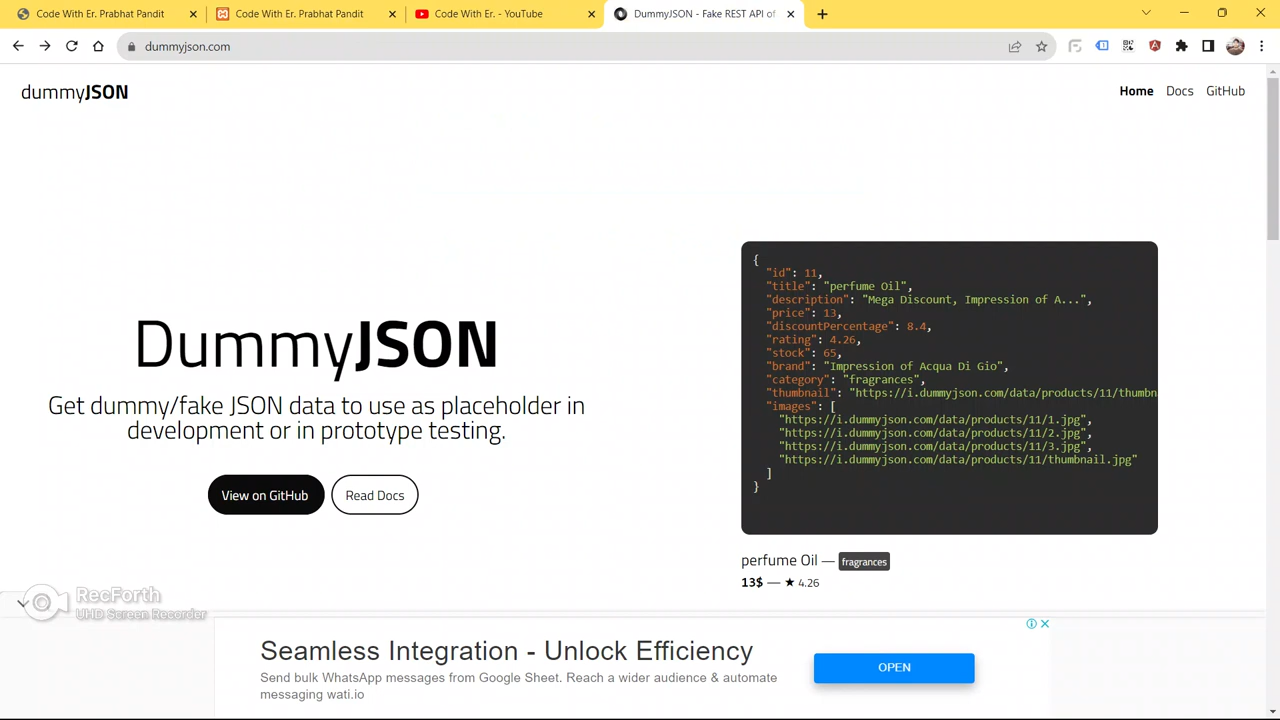 Code With Er. Prabhat Pandit
Code With Er. Prabhat Pandit
Code With Er. - YouTube
DummyJSON - Fake REST API of
dummyjson.com
dummyJSON
Home
Docs
GitHub
DummyJSON
Get dummy/fake JSON data to use as placeholder in
development or in prototype testing.
View on GitHub
Read Docs
{
"id": 11,
"title": "perfume Oil",
"description": "Mega Discount, Impression of A...",
"price": 13,
"discountPercentage": 8.4,
"rating": 4.26,
"stock": 65,
"brand": "Impression of Acqua Di Gio",
"category": "fragrances",
"thumbnail": "https://i.dummyjson.com/data/products/11/thumbn
"images": [
"https://i.dummyjson.com/data/products/11/1.jpg",
"https://i.dummyjson.com/data/products/11/2.jpg",
"https://i.dummyjson.com/data/products/11/3.jpg",
"https://i.dummyjson.com/data/products/11/thumbnail.jpg"
]
}
perfume Oil — fragrances
13$ — ★ 4.26
RecForth
UHD Screen Recorder
Seamless Integration - Unlock Efficiency
Send bulk WhatsApp messages from Google Sheet. Reach a wider audience & automate
messaging wati.io
OPEN